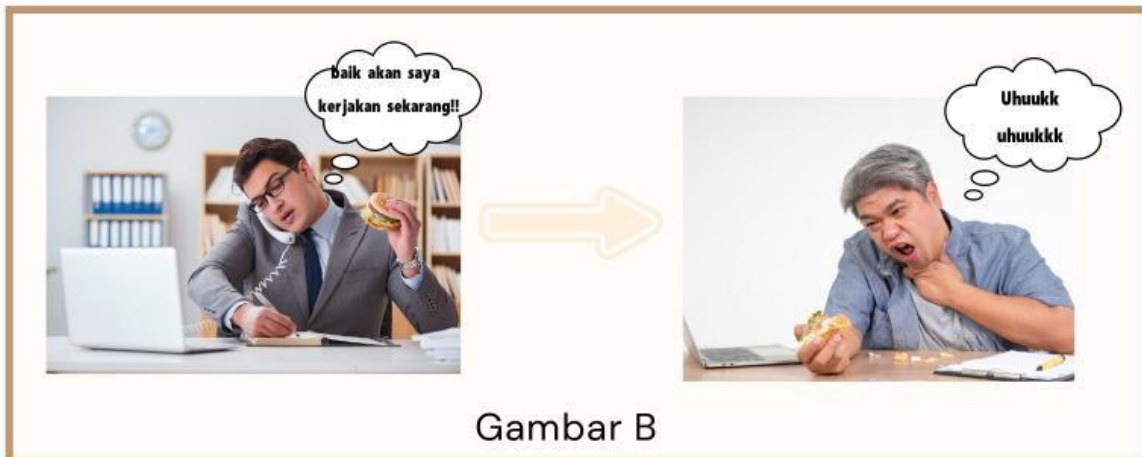 baik akan saya
kerjakan sekarang!!
Uhuukk
uhuukkk
Gambar B